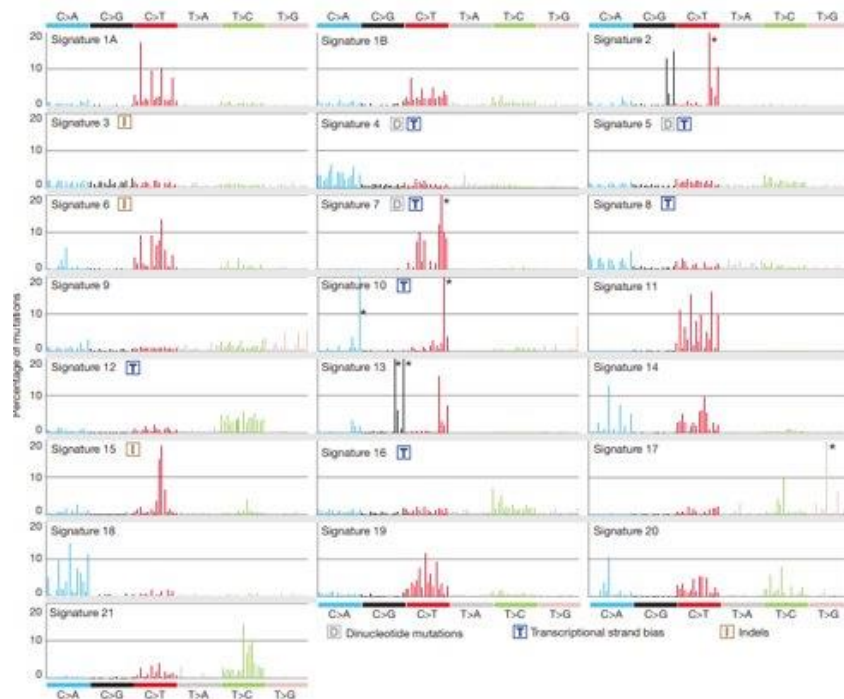 C>A C>G C>T T>A T>C T>G C>A C>G C>T T>A T>C T>G C>A C>G C>T T>A T>C T>G
20 Signature 1A Signature 1B Signature 2 *
10
0
20 Signature 3 I Signature 4 D T Signature 5 D T
10
0
20 Signature 6 I Signature 7 D T * Signature 8 T
10
0
20 Signature 9 Signature 10 T * * Signature 11
10
0
20 Signature 12 T Signature 13 * * Signature 14
10
0
20 Signature 15 I Signature 16 T Signature 17 *
10
0
20 Signature 18 Signature 19 Signature 20
10
0
C>A C>G C>T T>A T>C T>G C>A C>G C>T T>A T>C T>G
20 Signature 21
10
0
D Dinucleotide mutations T Transcriptional strand bias I Indels
C>A C>G C>T T>A T>C T>G
Percentage of mutations